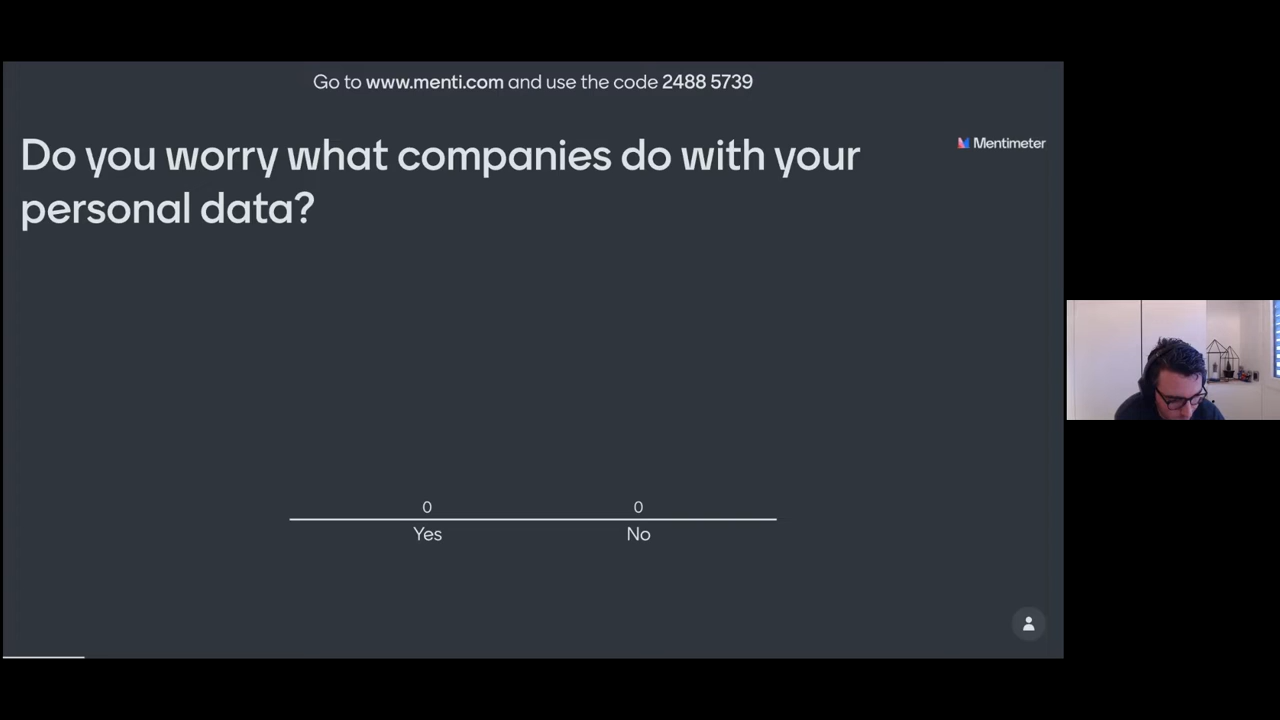 Go to www.menti.com and use the code 2488 5739
Do you worry what companies do with your
personal data?
Mentimeter
0 0
Yes No